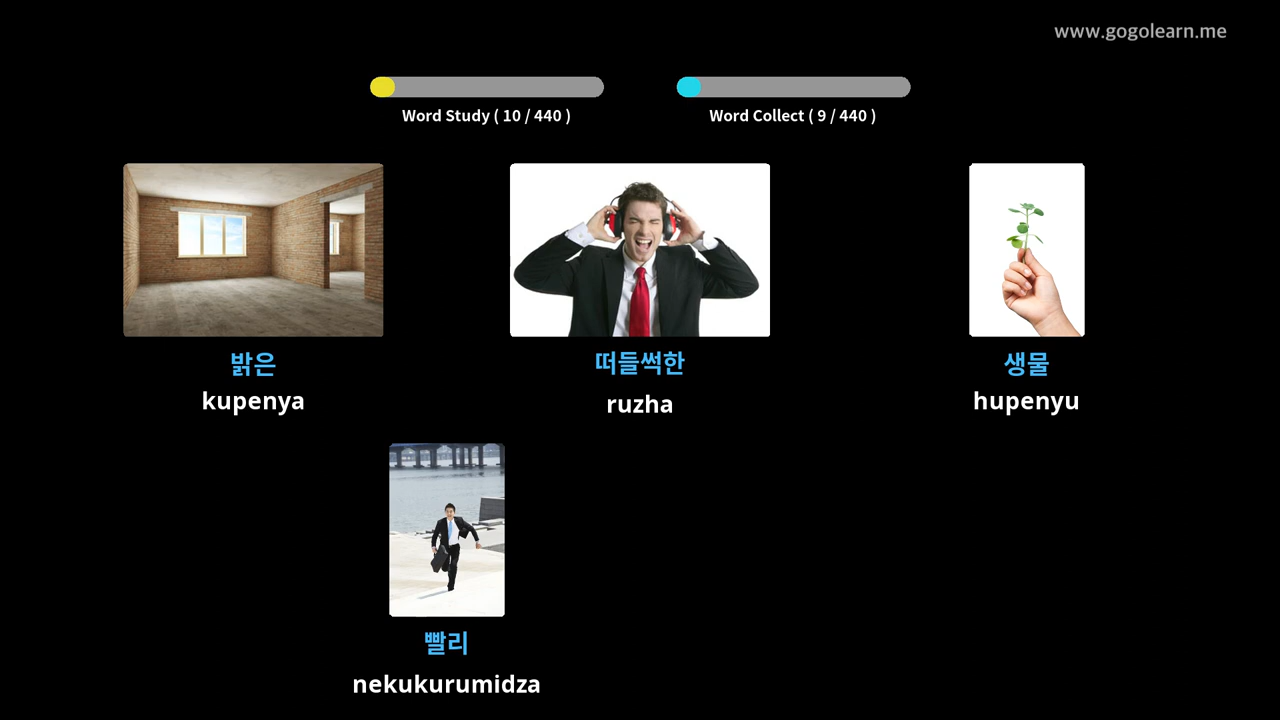 www.gogolearn.me
Word Study ( 10 / 440 )
Word Collect ( 9 / 440 )
밝은
kupenya
떠들썩한
ruzha
생물
hupenyu
빨리
nekukurumidza